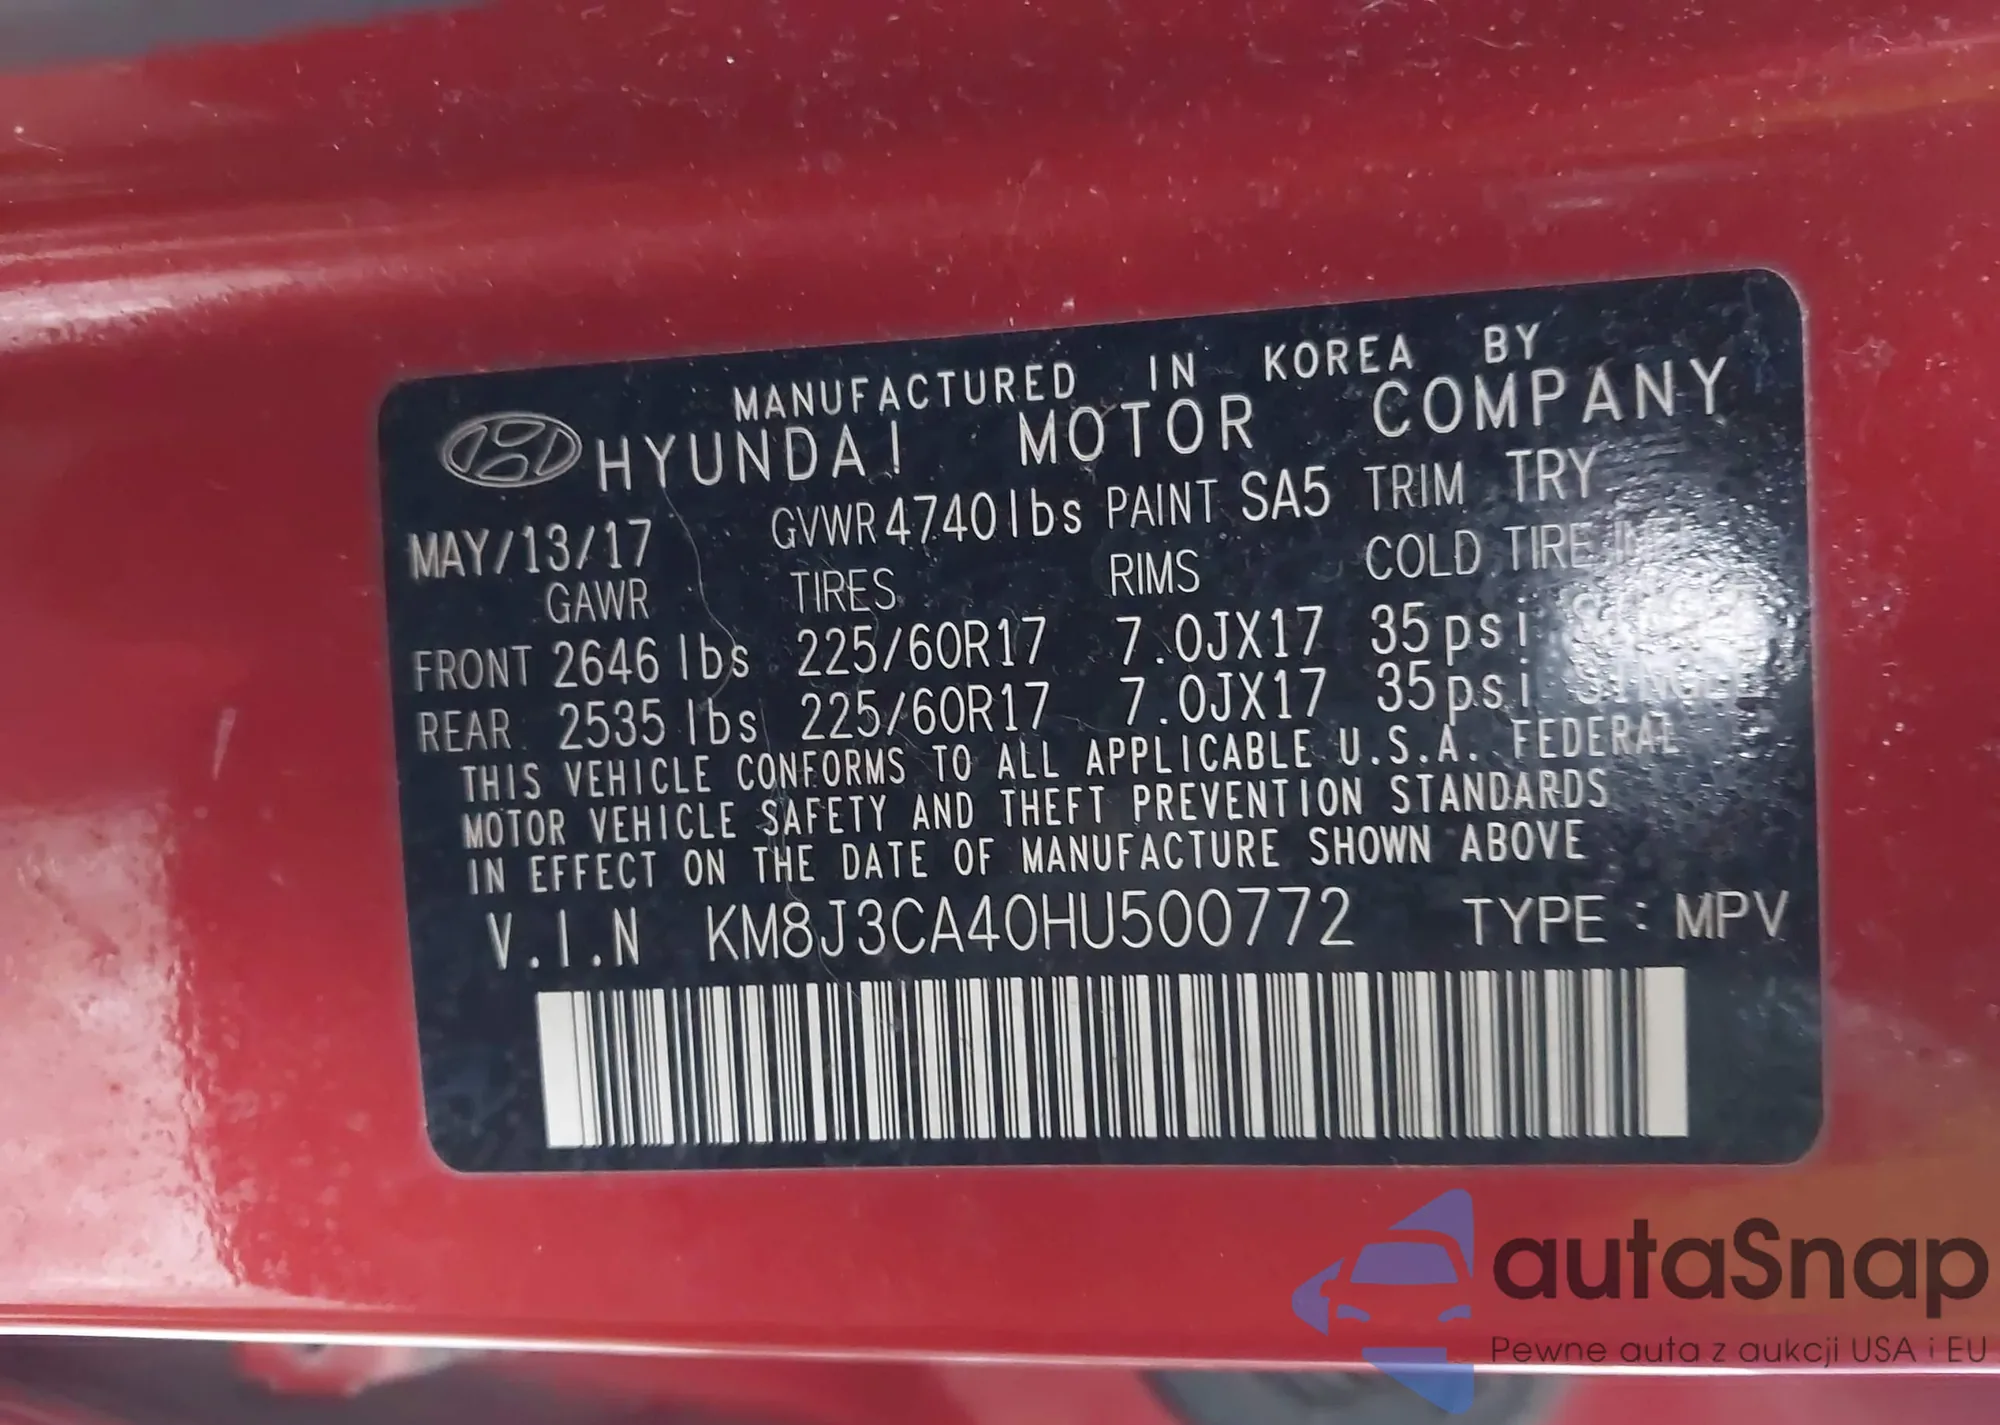 MANUFACTURED IN KOREA BY
HYUNDAI MOTOR COMPANY
MAY/13/17 GVWR 4740lbs PAINT SA5 TRIM TRY
GAWR TIRES RIMS COLD TIRE
FRONT 2646 lbs 225/60R17 7.0JX17 35psi
REAR 2535 lbs 225/60R17 7.0JX17 35psi SINGLE
THIS VEHICLE CONFORMS TO ALL APPLICABLE U.S.A. FEDERAL
MOTOR VEHICLE SAFETY AND THEFT PREVENTION STANDARDS
IN EFFECT ON THE DATE OF MANUFACTURE SHOWN ABOVE
V.I.N KM8J3CA40HU500772 TYPE : MPV
autaSnap
Pewne auta z aukcji USA i EU